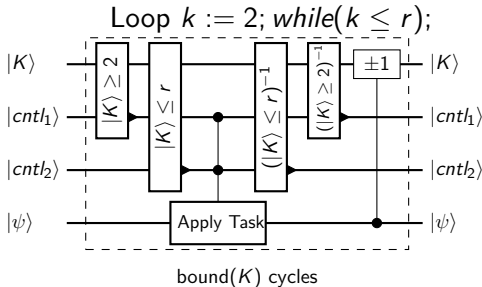 Loop k := 2; while(k ≤ r);
|K⟩ |K⟩ ≥ 2 |K⟩ ≤ r (|K⟩ ≤ r)⁻¹ (|K⟩ ≥ 2)⁻¹ ±1 |K⟩
|cntl₁⟩ |cntl₁⟩
|cntl₂⟩ |cntl₂⟩
|ψ⟩ Apply Task |ψ⟩
bound(K) cycles